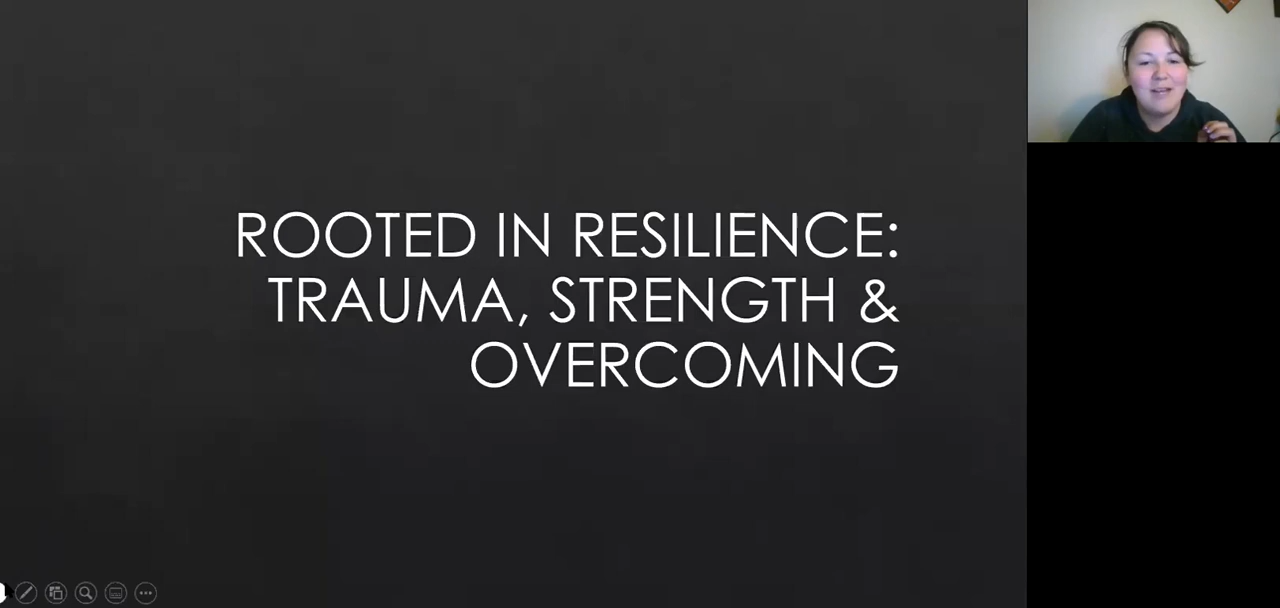 ROOTED IN RESILIENCE:
TRAUMA, STRENGTH &
OVERCOMING